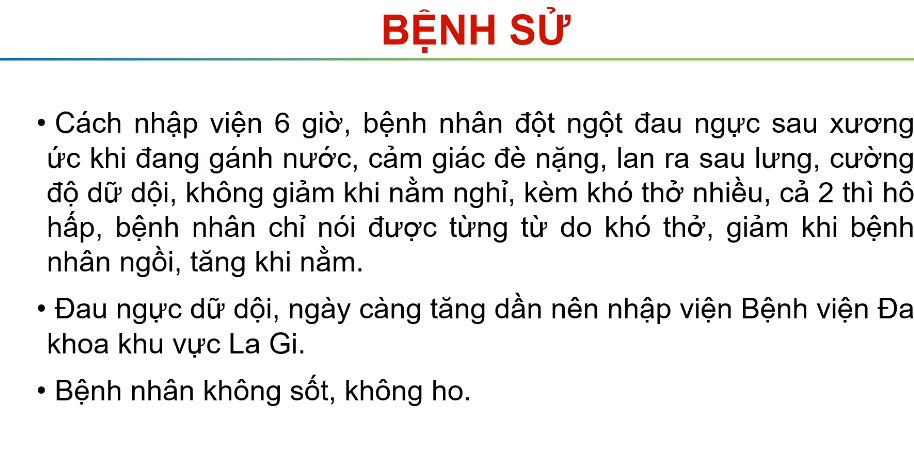 BỆNH SỬ
• Cách nhập viện 6 giờ, bệnh nhân đột ngột đau ngực sau xương
ức khi đang gánh nước, cảm giác đè nặng, lan ra sau lưng, cường
độ dữ dội, không giảm khi nằm nghỉ, kèm khó thở nhiều, cả 2 thì hô
hấp, bệnh nhân chỉ nói được từng từ do khó thở, giảm khi bệnh
nhân ngồi, tăng khi nằm.
• Đau ngực dữ dội, ngày càng tăng dần nên nhập viện Bệnh viện Đa
khoa khu vực La Gi.
• Bệnh nhân không sốt, không ho.